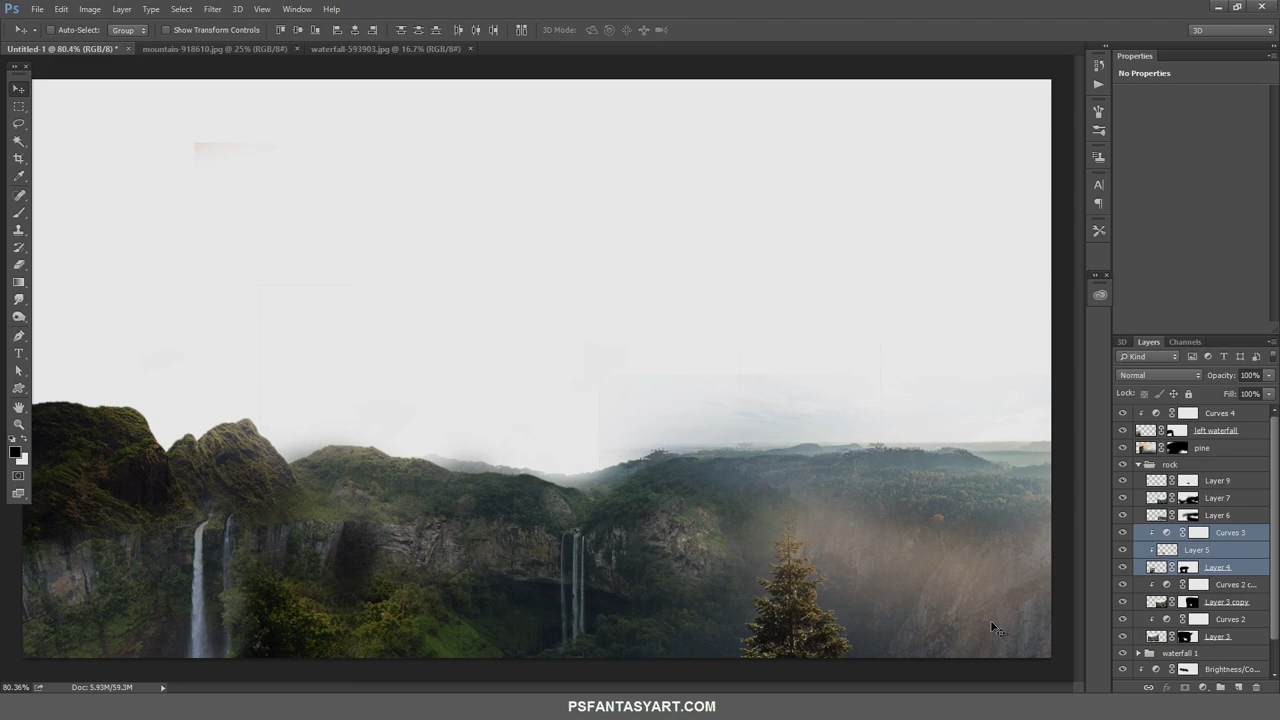 Ps File Edit Image Layer Type Select Filter 3D View Window Help
Auto-Select: Group Show Transform Controls 3D Mode: 3D
Untitled-1 @ 80.4% (RGB/8) * × mountain-918610.jpg @ 25% (RGB/8#) × waterfall-593903.jpg @ 16.7% (RGB/8#) ×
Properties
No Properties
3D Layers Channels
Kind
Normal Opacity: 100%
Lock: Fill: 100%
Curves 4
left waterfall
pine
rock
Layer 9
Layer 7
Layer 6
Curves 3
Layer 5
Layer 4
Curves 2 c...
Layer 3 copy
Curves 2
Layer 3
waterfall 1
Brightness/Co...
80.36% Doc: 5.93M/59.3M
PSFANTASYART.COM